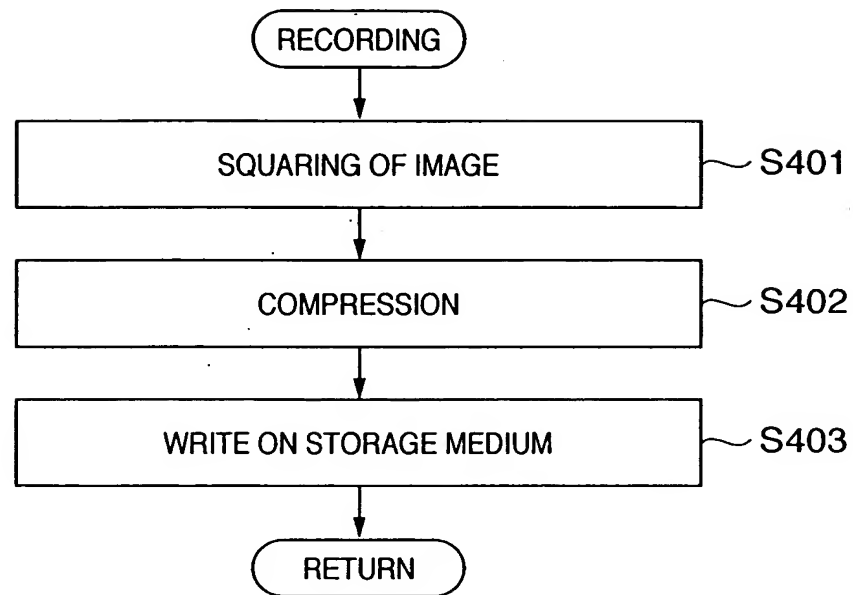 RECORDING
SQUARING OF IMAGE
S401
COMPRESSION
S402
WRITE ON STORAGE MEDIUM
S403
RETURN